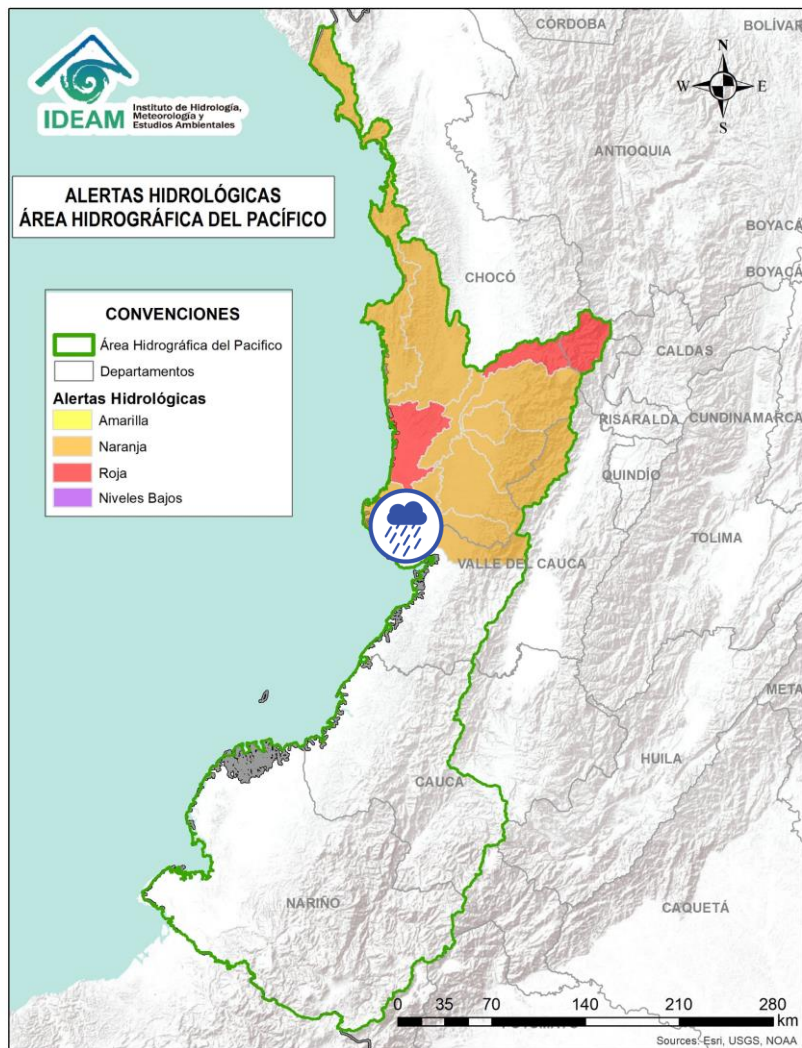 IDEAM
Instituto de Hidrología,
Meteorología y
Estudios Ambientales
ALERTAS HIDROLÓGICAS
ÁREA HIDROGRÁFICA DEL PACÍFICO
CONVENCIONES
Área Hidrográfica del Pacifico
Departamentos
Alertas Hidrológicas
Amarilla
Naranja
Roja
Niveles Bajos
CÓRDOBA
BOLÍVAR
N
W
E
S
ANTIOQUIA
BOYACÁ
BOYACÁ
CHOCÓ
CALDAS
RISARALDA
CUNDINAMARCA
QUINDÍO
TOLIMA
VALLE DEL CAUCA
META
HUILA
CAUCA
NARIÑO
CAQUETÁ
0 35 70 140 210 280
km
Sources: Esri, USGS, NOAA